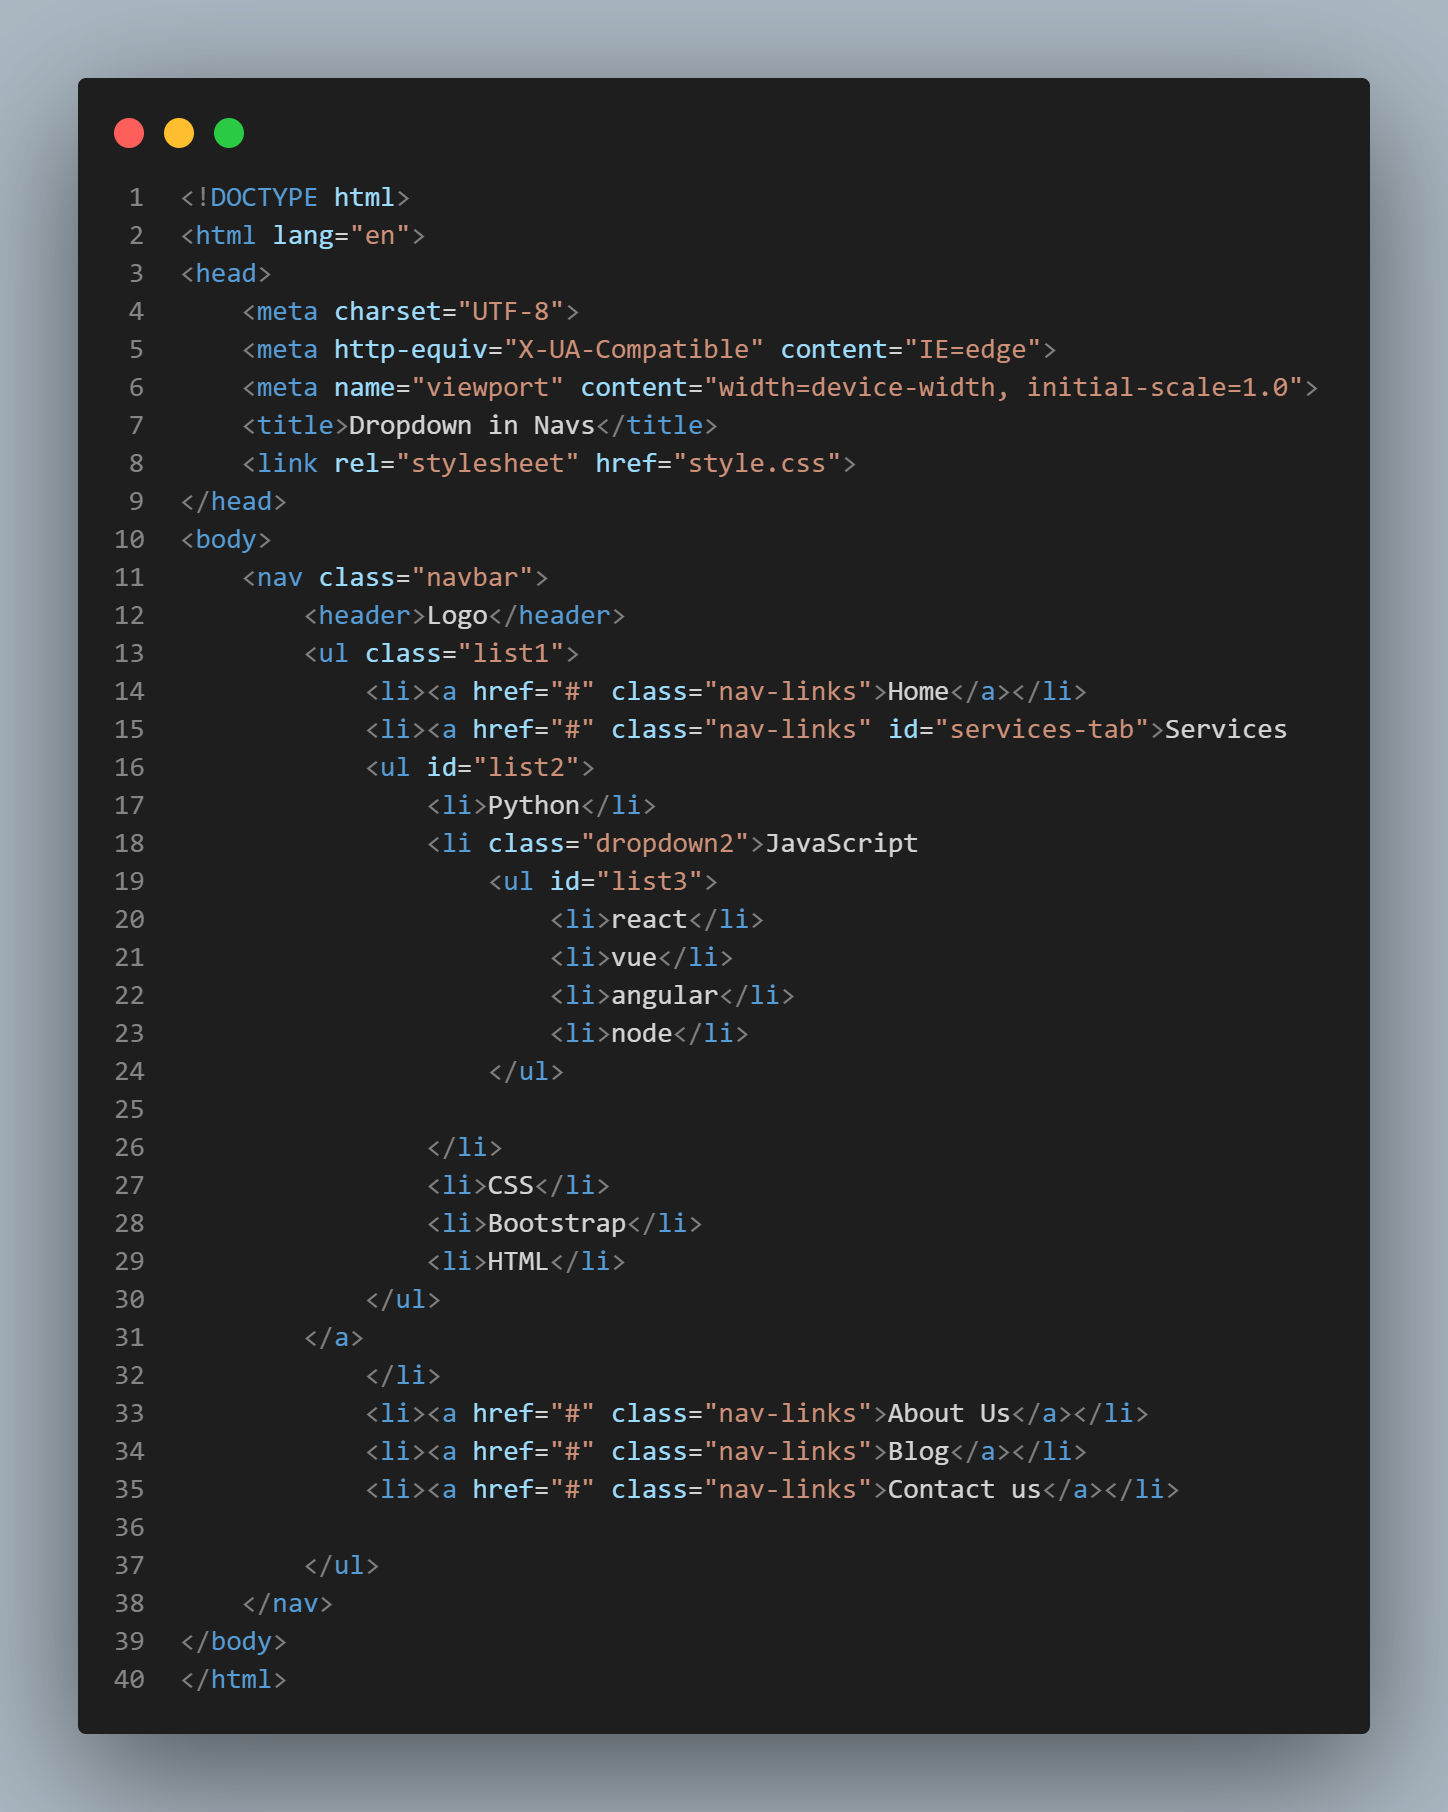 1 <!DOCTYPE html>
2 <html lang="en">
3 <head>
4     <meta charset="UTF-8">
5     <meta http-equiv="X-UA-Compatible" content="IE=edge">
6     <meta name="viewport" content="width=device-width, initial-scale=1.0">
7     <title>Dropdown in Navs</title>
8     <link rel="stylesheet" href="style.css">
9 </head>
10 <body>
11     <nav class="navbar">
12         <header>Logo</header>
13         <ul class="list1">
14             <li><a href="#" class="nav-links">Home</a></li>
15             <li><a href="#" class="nav-links" id="services-tab">Services
16             <ul id="list2">
17                 <li>Python</li>
18                 <li class="dropdown2">JavaScript
19                     <ul id="list3">
20                         <li>react</li>
21                         <li>vue</li>
22                         <li>angular</li>
23                         <li>node</li>
24                     </ul>
25
26                 </li>
27                 <li>CSS</li>
28                 <li>Bootstrap</li>
29                 <li>HTML</li>
30             </ul>
31         </a>
32             </li>
33             <li><a href="#" class="nav-links">About Us</a></li>
34             <li><a href="#" class="nav-links">Blog</a></li>
35             <li><a href="#" class="nav-links">Contact us</a></li>
36
37         </ul>
38     </nav>
39 </body>
40 </html>